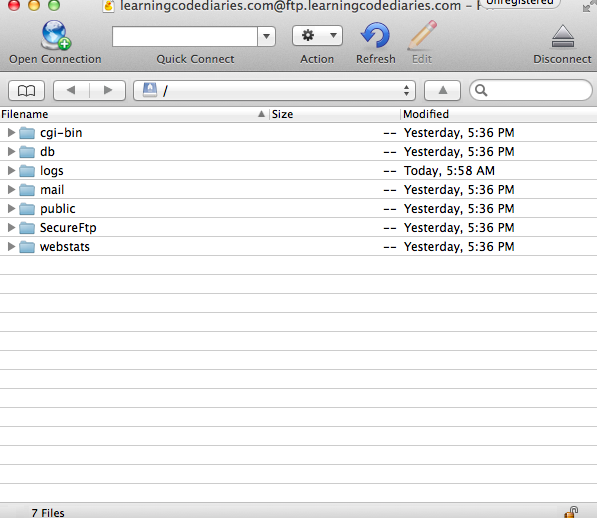 learningcodediaries.com@ftp.learningcodediaries.com –
Unregistered
Open Connection Quick Connect Action Refresh Edit Disconnect
/
Filename Size Modified
cgi-bin -- Yesterday, 5:36 PM
db -- Yesterday, 5:36 PM
logs -- Today, 5:58 AM
mail -- Yesterday, 5:36 PM
public -- Yesterday, 5:36 PM
SecureFtp -- Yesterday, 5:36 PM
webstats -- Yesterday, 5:36 PM
7 Files